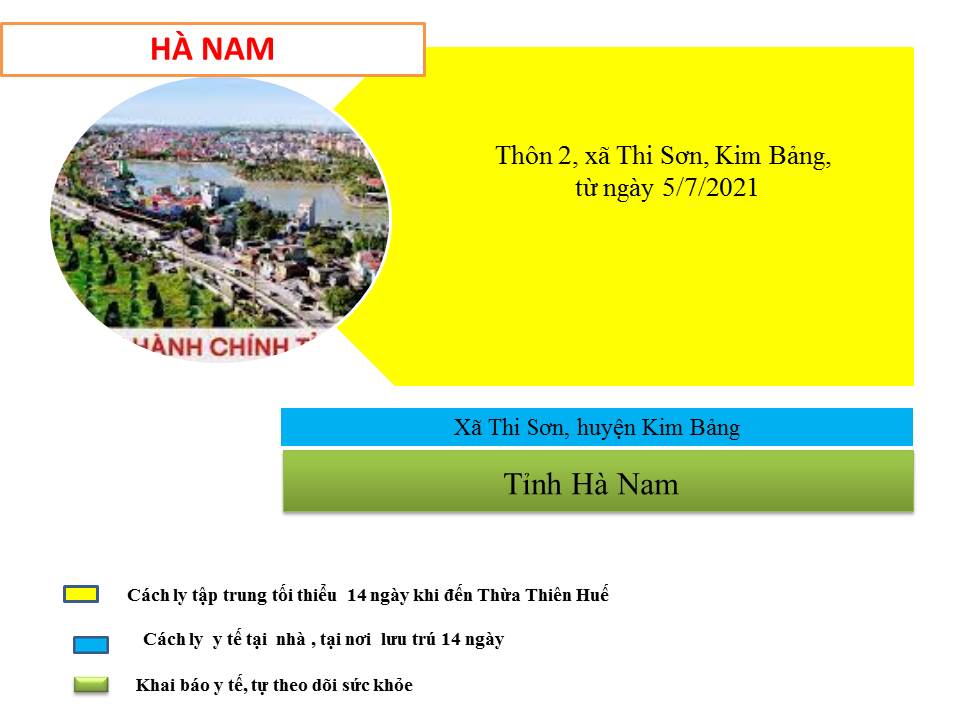 HÀ NAM
Thôn 2, xã Thi Sơn, Kim Bảng,
từ ngày 5/7/2021
HÀNH CHÍNH
Xã Thi Sơn, huyện Kim Bảng
Tỉnh Hà Nam
Cách ly tập trung tối thiểu 14 ngày khi đến Thừa Thiên Huế
Cách ly y tế tại nhà , tại nơi lưu trú 14 ngày
Khai báo y tế, tự theo dõi sức khỏe